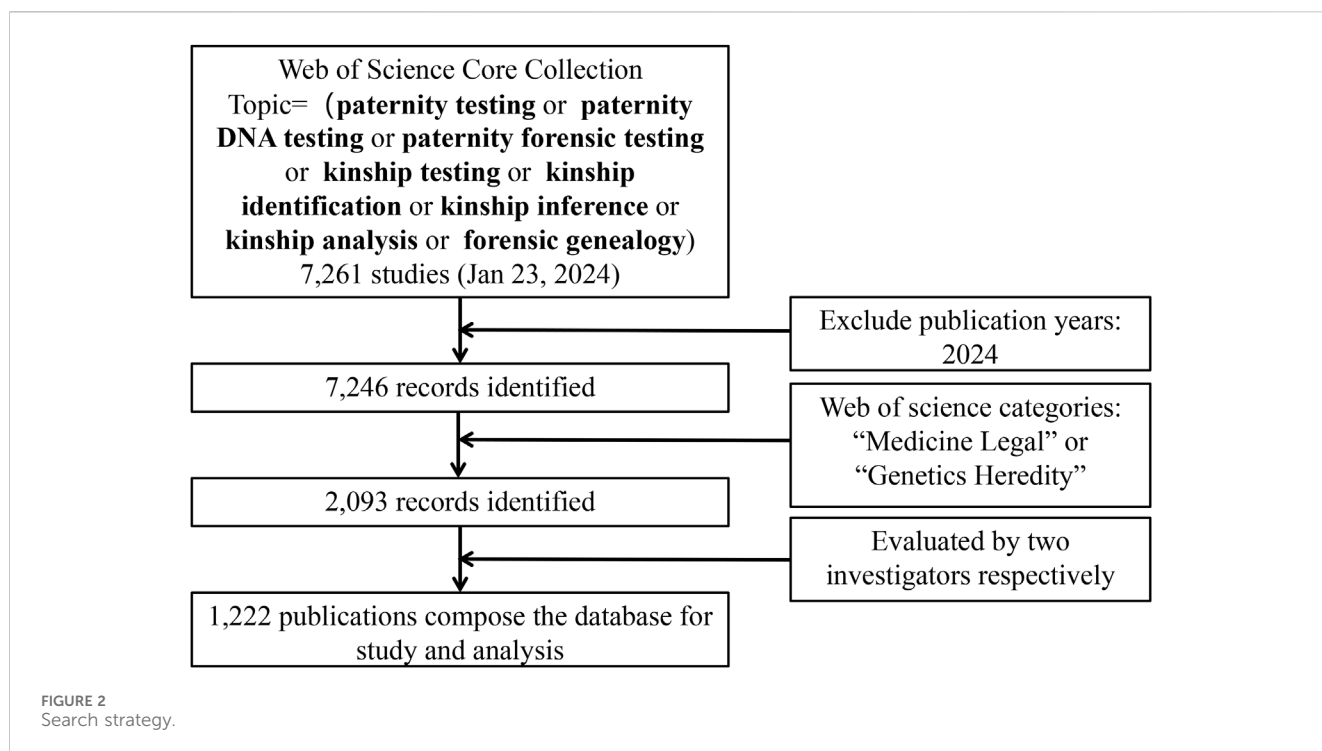 Web of Science Core Collection
Topic=（paternity testing or paternity
DNA testing or paternity forensic testing
or kinship testing or kinship
identification or kinship inference or
kinship analysis or forensic genealogy)
7,261 studies (Jan 23, 2024)
Exclude publication years:
2024
7,246 records identified
Web of science categories:
“Medicine Legal” or
“Genetics Heredity”
2,093 records identified
Evaluated by two
investigators respectively
1,222 publications compose the database for
study and analysis
FIGURE 2
Search strategy.